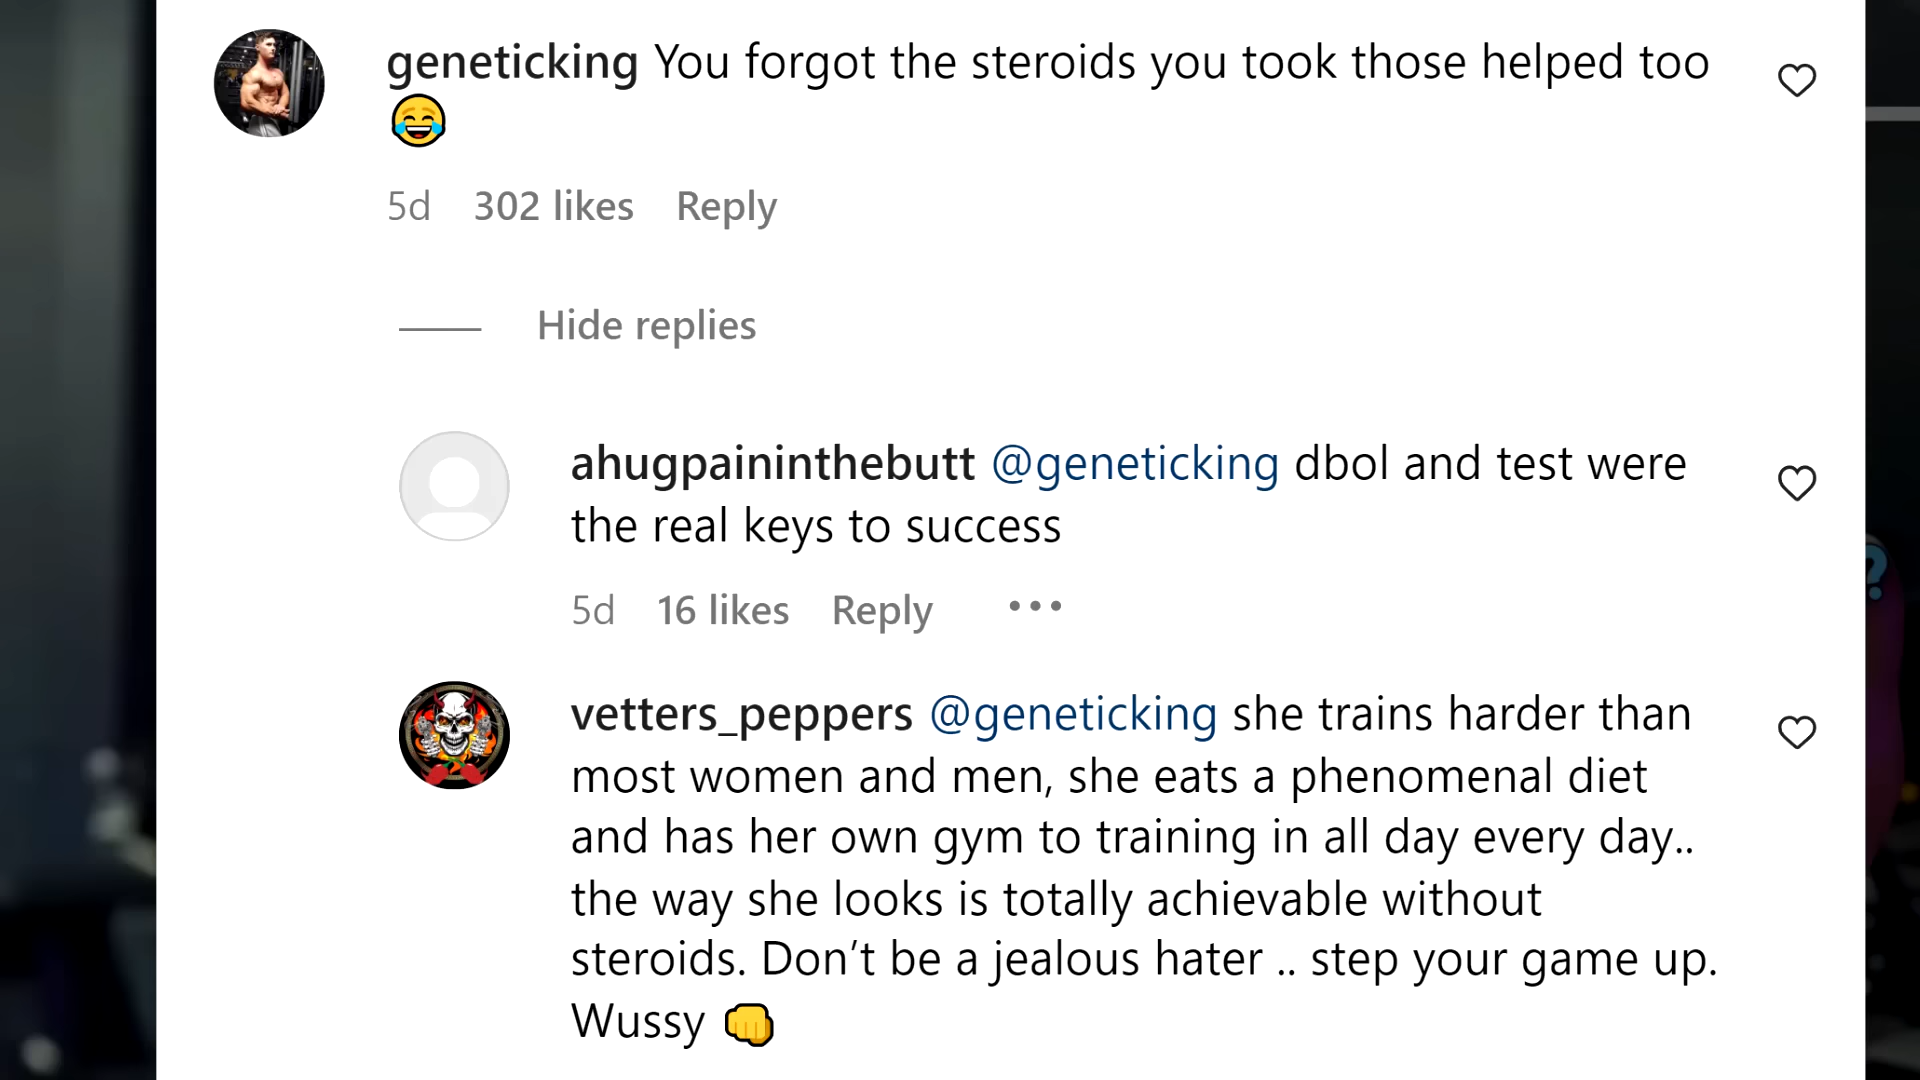 geneticking You forgot the steroids you took those helped too
😂
5d 302 likes Reply
Hide replies
ahugpaininthebutt @geneticking dbol and test were
the real keys to success
5d 16 likes Reply •••
vetters_peppers @geneticking she trains harder than
most women and men, she eats a phenomenal diet
and has her own gym to training in all day every day..
the way she looks is totally achievable without
steroids. Don’t be a jealous hater .. step your game up.
Wussy 👊
?